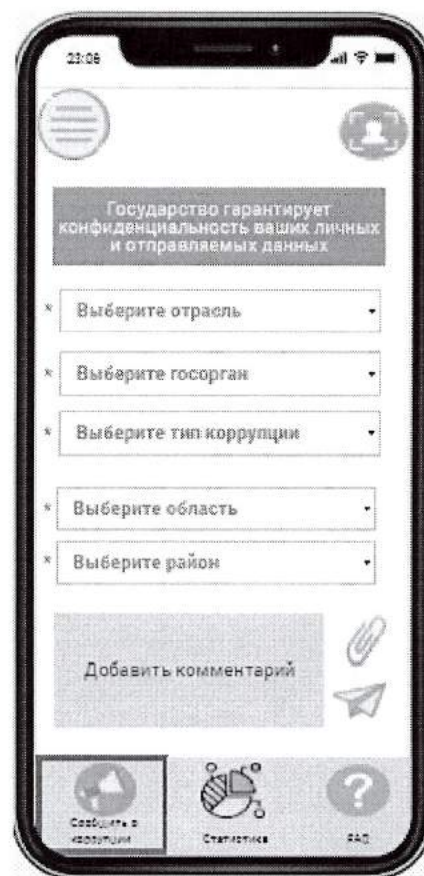 23:09
Государство гарантирует
конфиденциальность ваших личных
и отправляемых данных
* Выберите отрасль
* Выберите госорган
* Выберите тип коррупции
* Выберите область
* Выберите район
Добавить комментарий
Сообщить о
коррупции
Статистика
FAQ